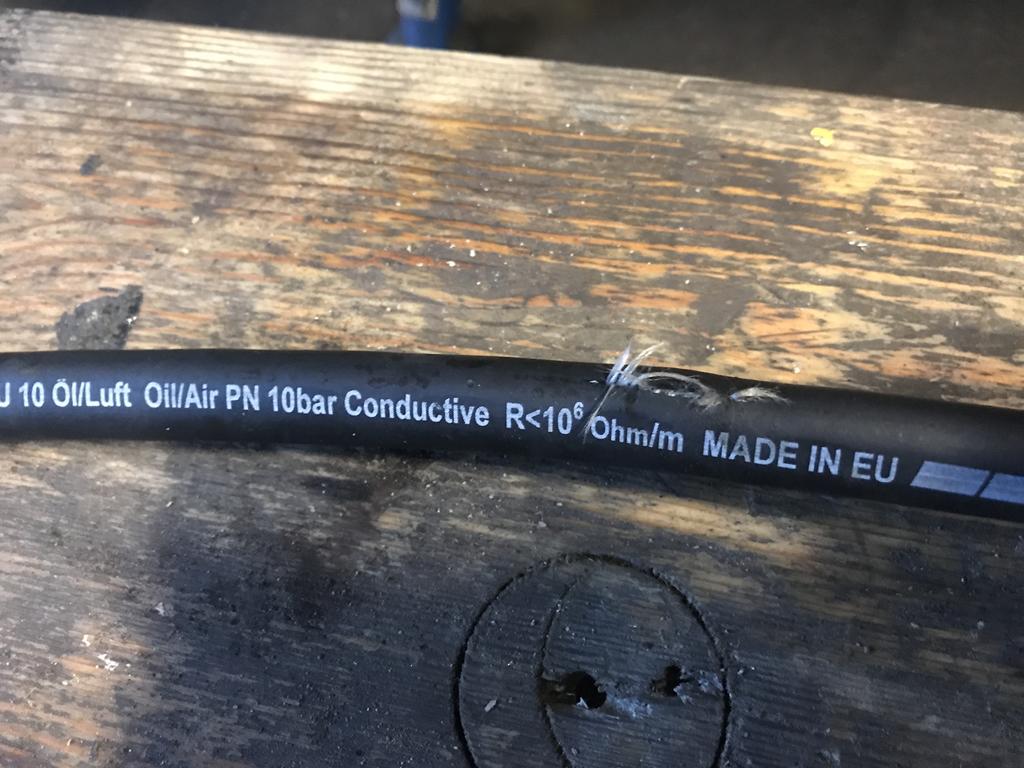 10 Öl/Luft Oil/Air PN 10bar Conductive R<10⁶ Ohm/m MADE IN EU